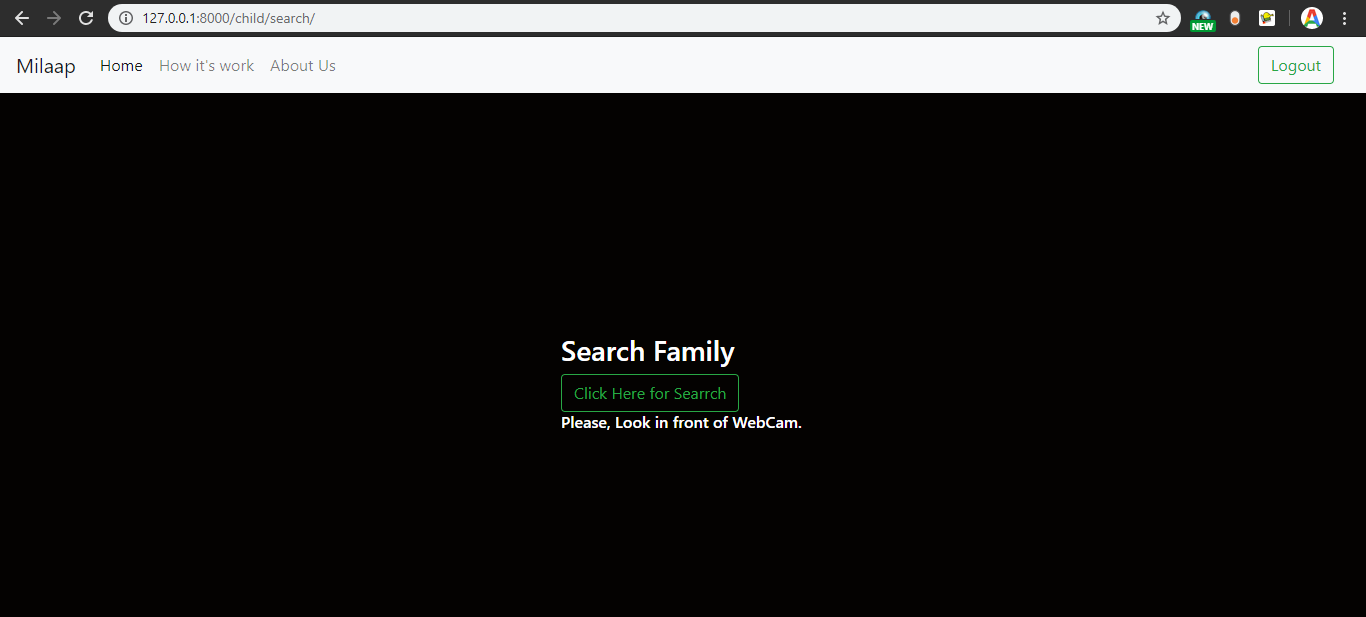 127.0.0.1:8000/child/search/
NEW
Milaap Home How it's work About Us Logout
Search Family
Click Here for Searrch
Please, Look in front of WebCam.